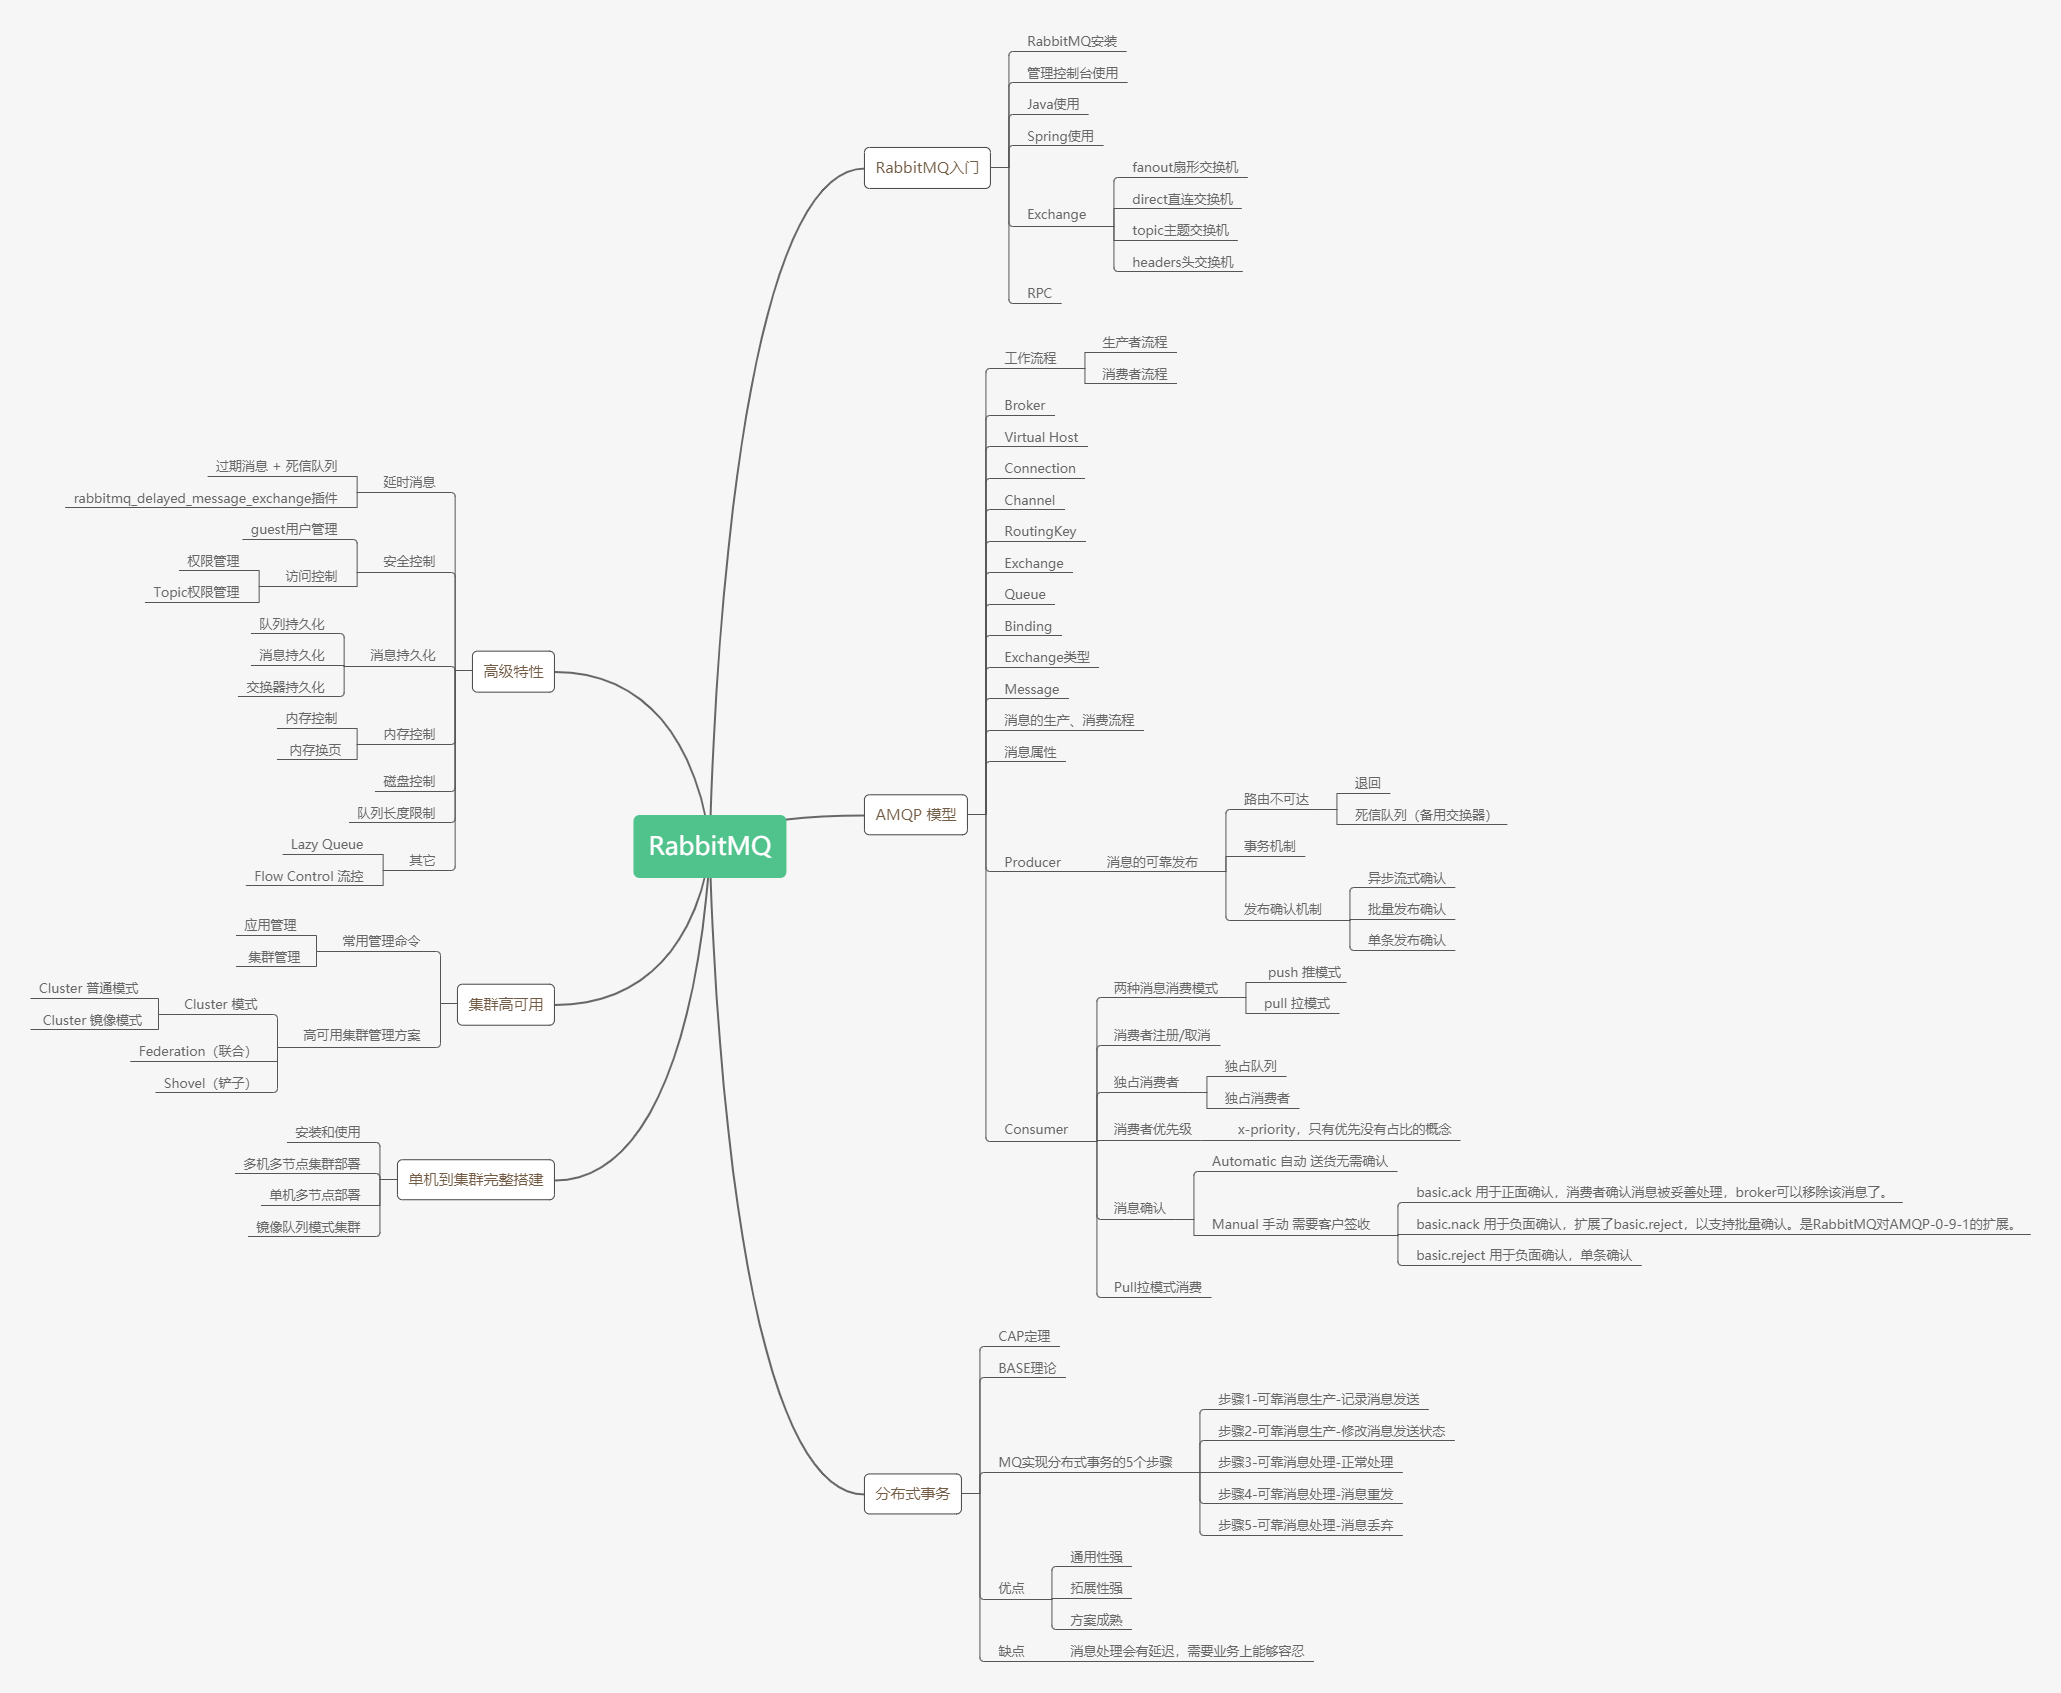 RabbitMQ
RabbitMQ入门
RabbitMQ安装
管理控制台使用
Java使用
Spring使用
Exchange
fanout扇形交换机
direct直连交换机
topic主题交换机
headers头交换机
RPC
AMQP 模型
工作流程
生产者流程
消费者流程
Broker
Virtual Host
Connection
Channel
RoutingKey
Exchange
Queue
Binding
Exchange类型
Message
消息的生产、消费流程
消息属性
Producer
消息的可靠发布
路由不可达
退回
死信队列（备用交换器）
事务机制
发布确认机制
异步流式确认
批量发布确认
单条发布确认
Consumer
两种消息消费模式
push 推模式
pull 拉模式
消费者注册/取消
独占消费者
独占队列
独占消费者
消费者优先级
x-priority，只有优先没有占比的概念
消息确认
Automatic 自动 送货无需确认
Manual 手动 需要客户签收
basic.ack 用于正面确认，消费者确认消息被妥善处理，broker可以移除该消息了。
basic.nack 用于负面确认，扩展了basic.reject，以支持批量确认。是RabbitMQ对AMQP-0-9-1的扩展。
basic.reject 用于负面确认，单条确认
Pull拉模式消费
分布式事务
CAP定理
BASE理论
MQ实现分布式事务的5个步骤
步骤1-可靠消息生产-记录消息发送
步骤2-可靠消息生产-修改消息发送状态
步骤3-可靠消息处理-正常处理
步骤4-可靠消息处理-消息重发
步骤5-可靠消息处理-消息丢弃
优点
通用性强
拓展性强
方案成熟
缺点
消息处理会有延迟，需要业务上能够容忍
高级特性
延时消息
过期消息 + 死信队列
rabbitmq_delayed_message_exchange插件
安全控制
guest用户管理
访问控制
权限管理
Topic权限管理
消息持久化
队列持久化
消息持久化
交换器持久化
内存控制
内存控制
内存换页
磁盘控制
队列长度限制
其它
Lazy Queue
Flow Control 流控
集群高可用
常用管理命令
应用管理
集群管理
高可用集群管理方案
Cluster 模式
Cluster 普通模式
Cluster 镜像模式
Federation（联合）
Shovel（铲子）
单机到集群完整搭建
安装和使用
多机多节点集群部署
单机多节点部署
镜像队列模式集群